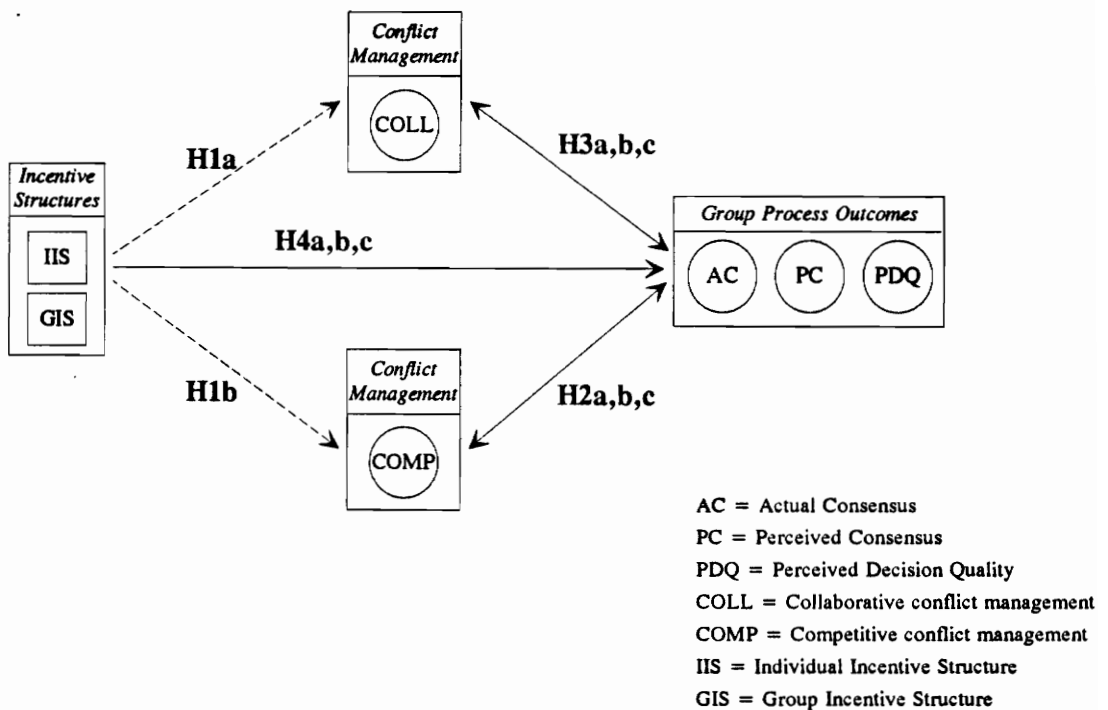 Conflict
Management
COLL
H1a
H3a,b,c
Incentive
Structures
IIS
GIS
H4a,b,c
Group Process Outcomes
AC
PC
PDQ
H1b
Conflict
Management
COMP
H2a,b,c
AC = Actual Consensus
PC = Perceived Consensus
PDQ = Perceived Decision Quality
COLL = Collaborative conflict management
COMP = Competitive conflict management
IIS = Individual Incentive Structure
GIS = Group Incentive Structure